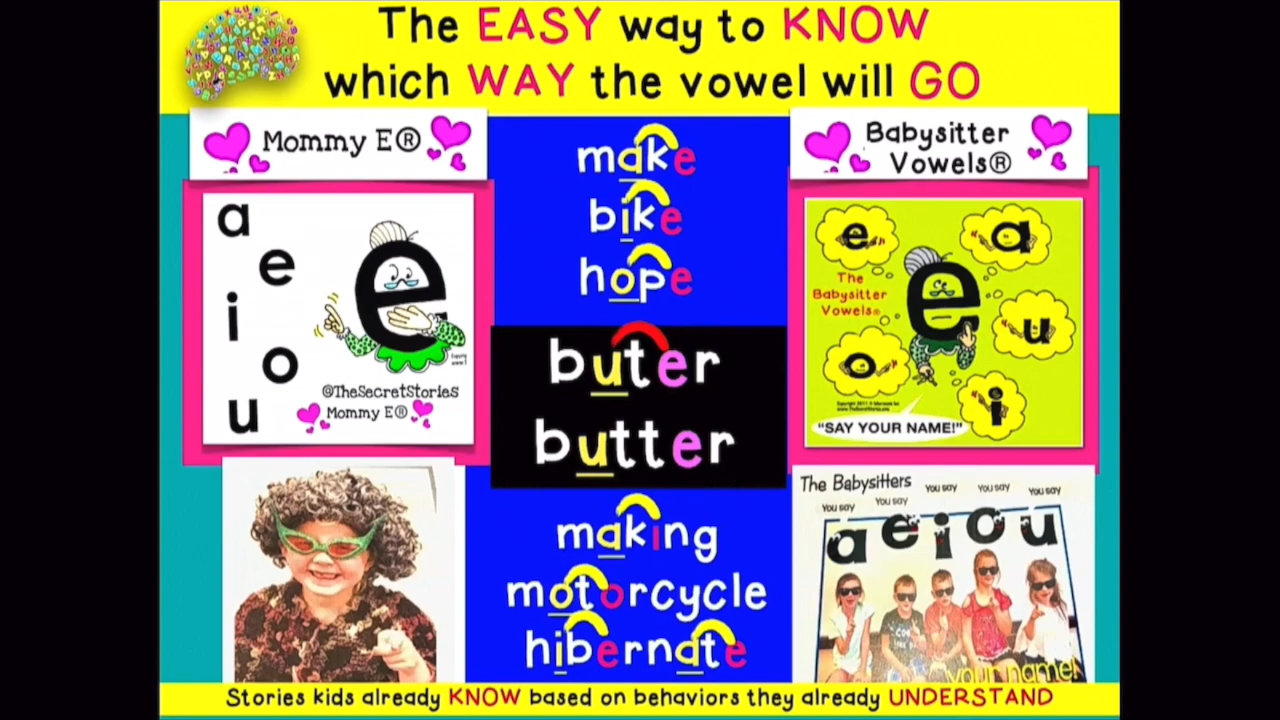 The EASY way to KNOW
which WAY the vowel will GO
Mommy E®
a
e
i
o
u
e
@TheSecretStories
Mommy E®
make
bike
hope
buter
butter
making
motorcycle
hibernate
Babysitter
Vowels®
e
a
The
Babysitter
Vowels®
e
u
o
i
"SAY YOUR NAME!"
The Babysitters
You say You say You say You say You say
a e i o u
your name!
Stories kids already KNOW based on behaviors they already UNDERSTAND